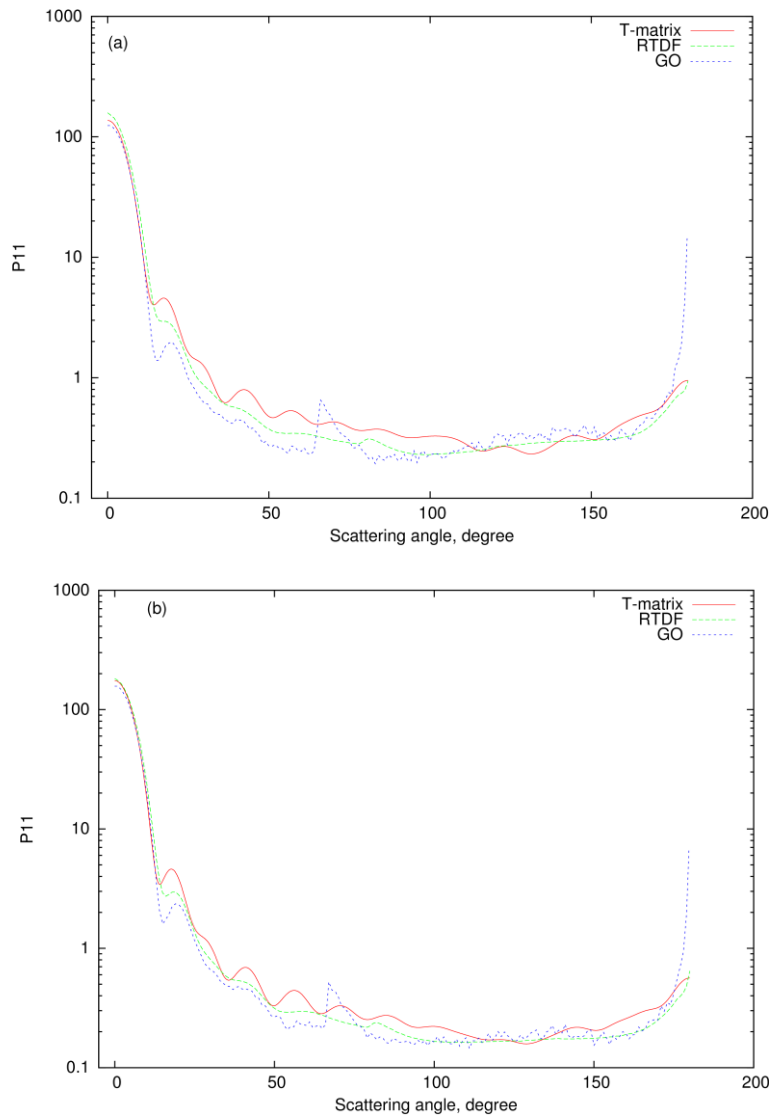 1000
(a)
T-matrix
RTDF
GO
100
10
P11
1
0.1
0 50 100 150 200
Scattering angle, degree
1000
(b)
T-matrix
RTDF
GO
100
10
P11
1
0.1
0 50 100 150 200
Scattering angle, degree